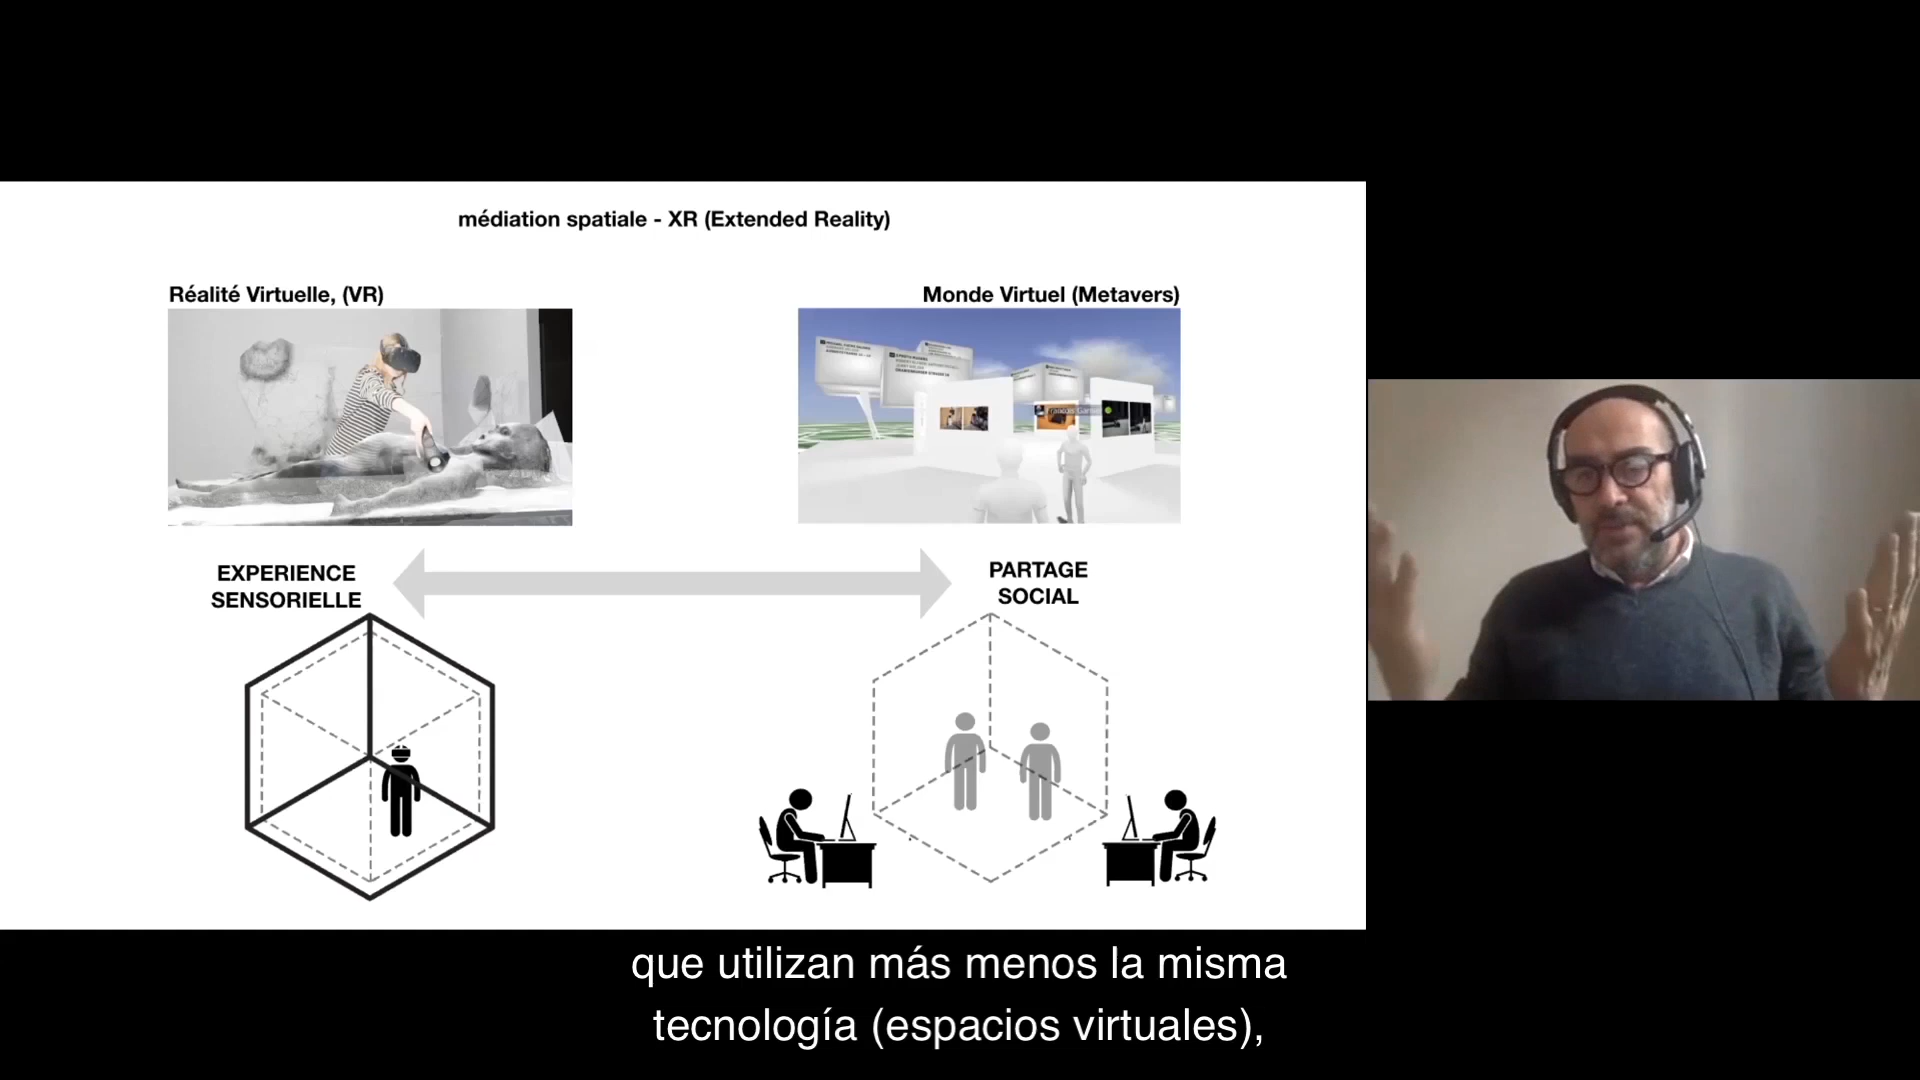 médiation spatiale - XR (Extended Reality)
Réalité Virtuelle, (VR)
Monde Virtuel (Metavers)
EXPERIENCE
SENSORIELLE
PARTAGE
SOCIAL
que utilizan más menos la misma
tecnología (espacios virtuales),